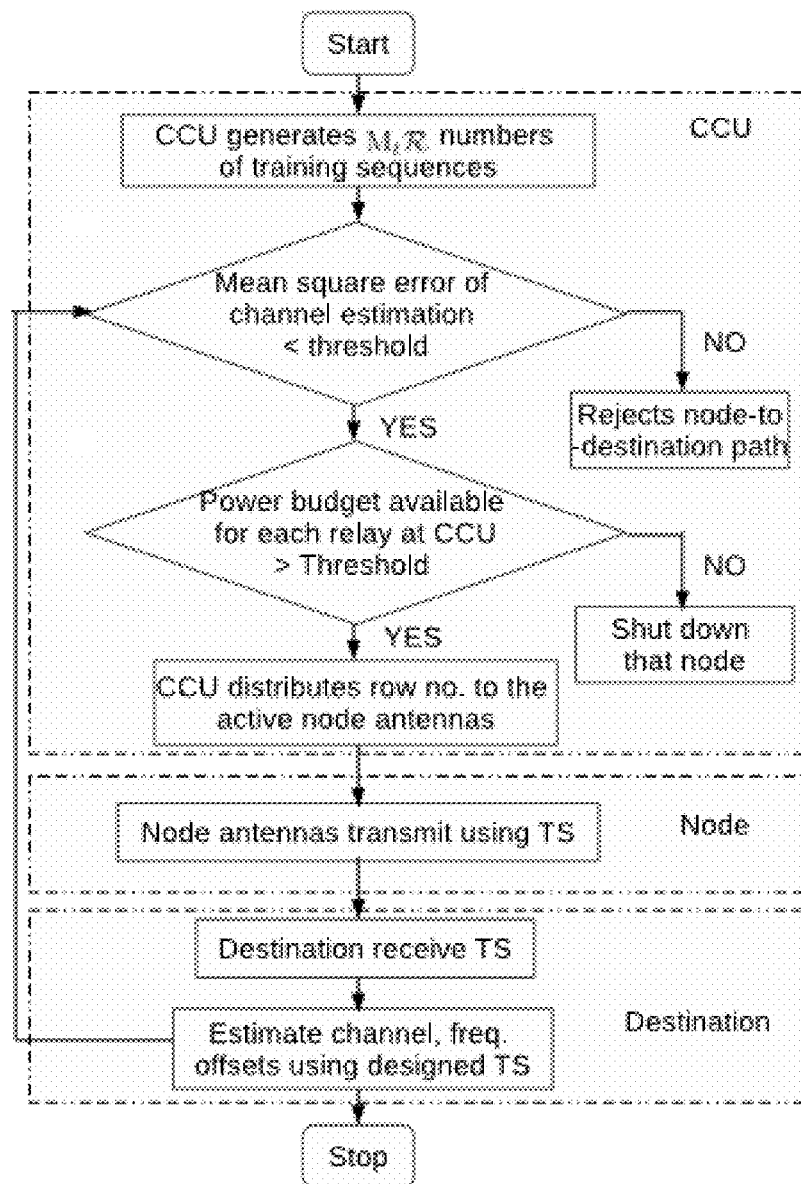 Start
CCU
CCU generates MₜR numbers
of training sequences
Mean square error of
channel estimation
< threshold
NO
Rejects node-to
-destination path
YES
Power budget available
for each relay at CCU
> Threshold
NO
Shut down
that node
YES
CCU distributes row no. to the
active node antennas
Node
Node antennas transmit using TS
Destination receive TS
Destination
Estimate channel, freq.
offsets using designed TS
Stop